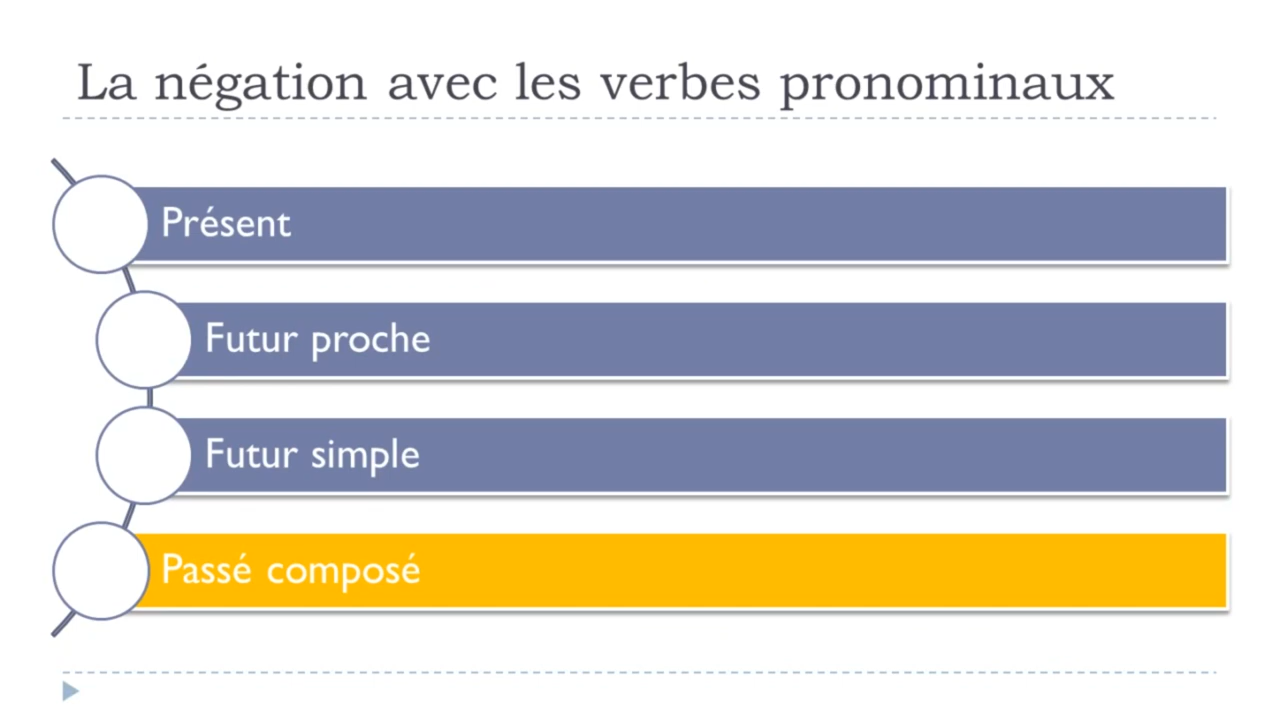 La négation avec les verbes pronominaux
Présent
Futur proche
Futur simple
Passé composé